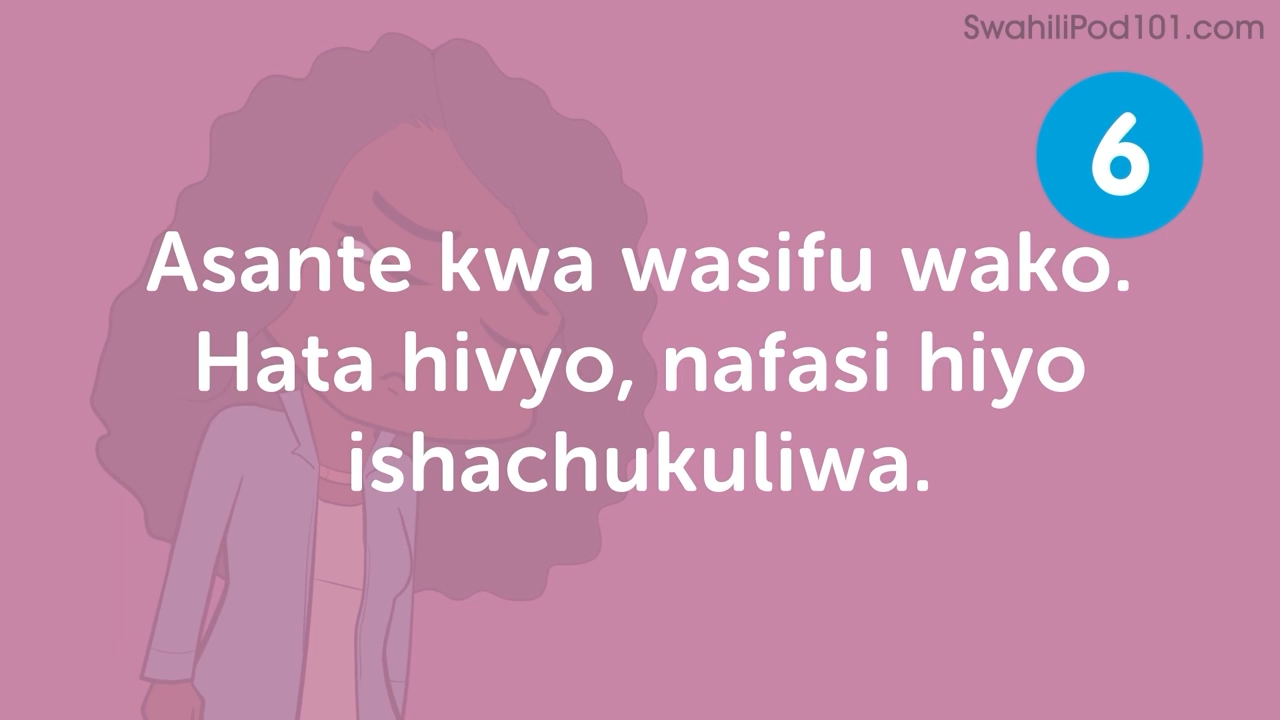 SwahiliPod101.com
6
Asante kwa wasifu wako.
Hata hivyo, nafasi hiyo
ishachukuliwa.